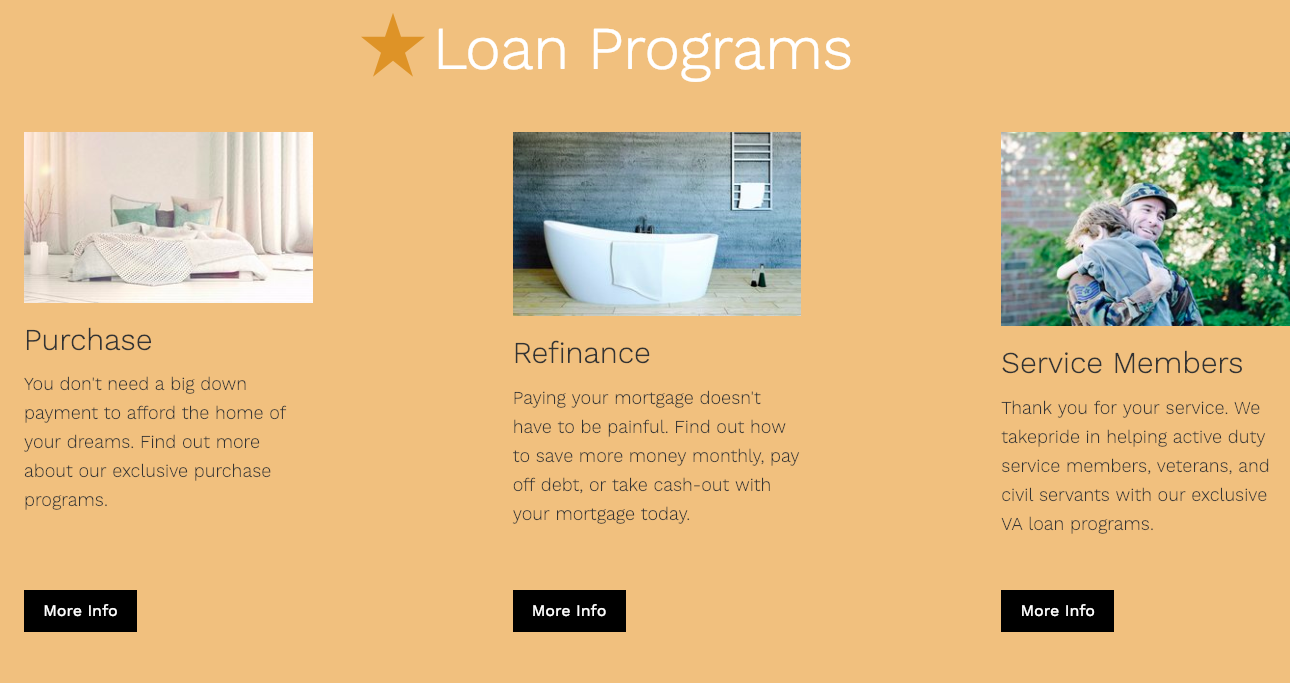 Loan Programs
Purchase
You don't need a big down
payment to afford the home of
your dreams. Find out more
about our exclusive purchase
programs.
More Info
Refinance
Paying your mortgage doesn't
have to be painful. Find out how
to save more money monthly, pay
off debt, or take cash-out with
your mortgage today.
More Info
Service Members
Thank you for your service. We
takepride in helping active duty
service members, veterans, and
civil servants with our exclusive
VA loan programs.
More Info